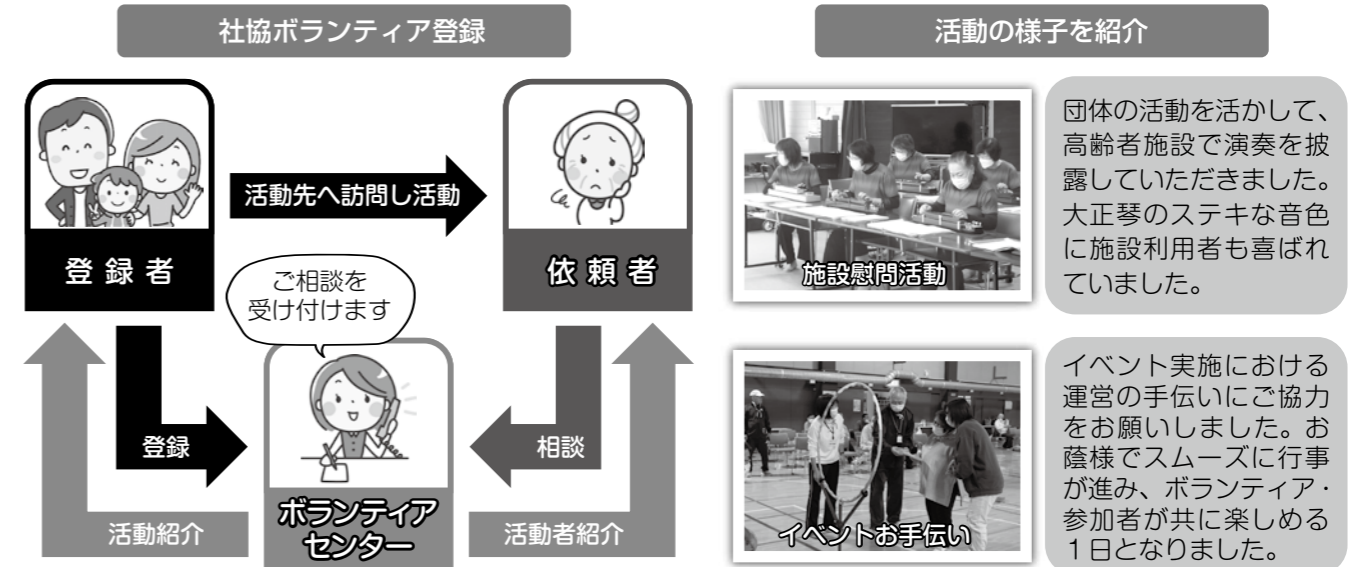 社協ボランティア登録
登録者
活動先へ訪問し活動
依頼者
ご相談を
受け付けます
登録
相談
活動紹介
ボランティア
センター
活動者紹介
活動の様子を紹介
施設慰問活動
団体の活動を活かして、
高齢者施設で演奏を披
露していただきました。
大正琴のステキな音色
に施設利用者も喜ばれ
ていました。
イベントお手伝い
イベント実施における
運営の手伝いにご協力
をお願いしました。お
蔭様でスムーズに行事
が進み、ボランティア・
参加者が共に楽しめる
1日となりました。